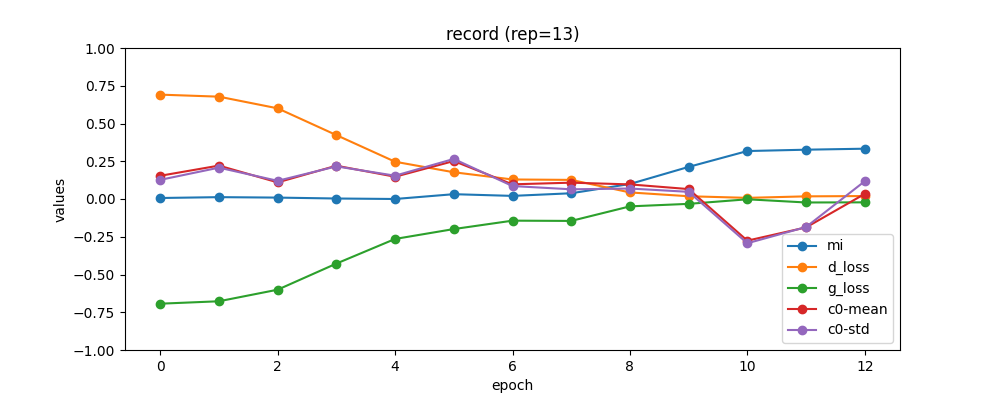 record (rep=13)
1.00
0.75
0.50
0.25
0.00
−0.25
−0.50
−0.75
−1.00
values
0 2 4 6 8 10 12
epoch
mi
d_loss
g_loss
c0-mean
c0-std